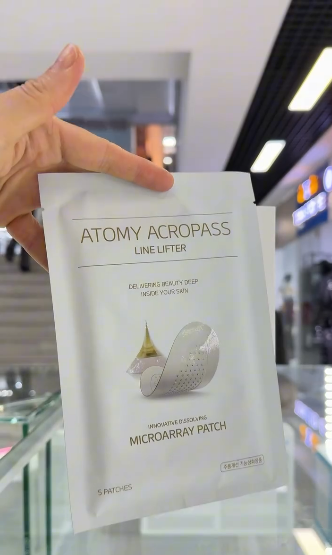 ATOMY ACROPASS
LINE LIFTER
DELIVERING BEAUTY DEEP
INSIDE YOUR SKIN
INNOVATIVE DISSOLVING
MICROARRAY PATCH
5 PATCHES